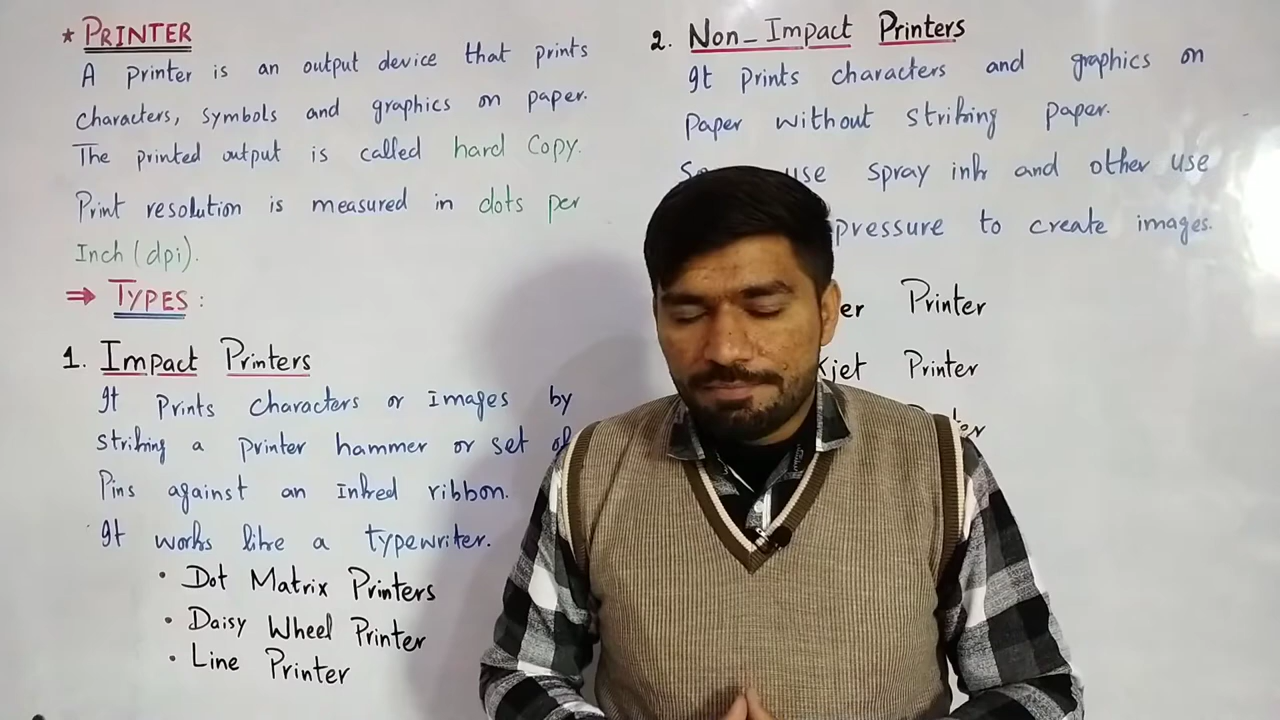 * PRINTER
A printer is an output device that prints
characters, symbols and graphics on paper.
The printed output is called hard Copy.
Print resolution is measured in dots per
Inch (dpi).
⇒ TYPES :
1. Impact Printers
It Prints characters or Images by
striking a printer hammer or set of
Pins against an Inked ribbon.
It works like a typewriter.
• Dot Matrix Printers
• Daisy Wheel Printer
• Line Printer
2. Non-Impact Printers
It prints characters and graphics on
Paper without striking paper.
use spray ink and other use
pressure to create images.
Printer
Printer